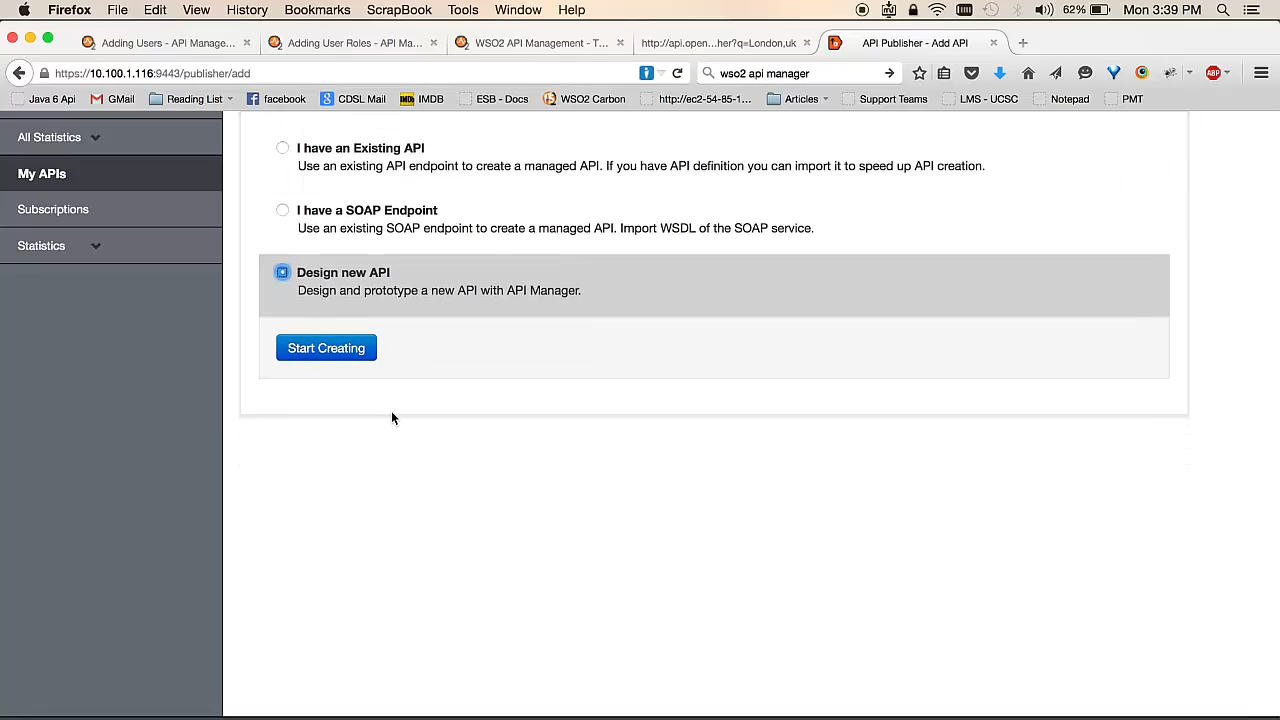 Firefox File Edit View History Bookmarks ScrapBook Tools Window Help 62% Mon 3:39 PM
Adding Users - API Manage... Adding User Roles - API Ma... WSO2 API Management - T... http://api.open...her?q=London,uk API Publisher - Add API
https://10.100.1.116:9443/publisher/add wso2 api manager ABP
Java 6 Api GMail Reading List facebook CDSL Mail IMDB ESB - Docs WSO2 Carbon http://ec2-54-85-1... Articles Support Teams LMS - UCSC Notepad PMT
All Statistics
My APIs
Subscriptions
Statistics
I have an Existing API
Use an existing API endpoint to create a managed API. If you have API definition you can import it to speed up API creation.
I have a SOAP Endpoint
Use an existing SOAP endpoint to create a managed API. Import WSDL of the SOAP service.
Design new API
Design and prototype a new API with API Manager.
Start Creating